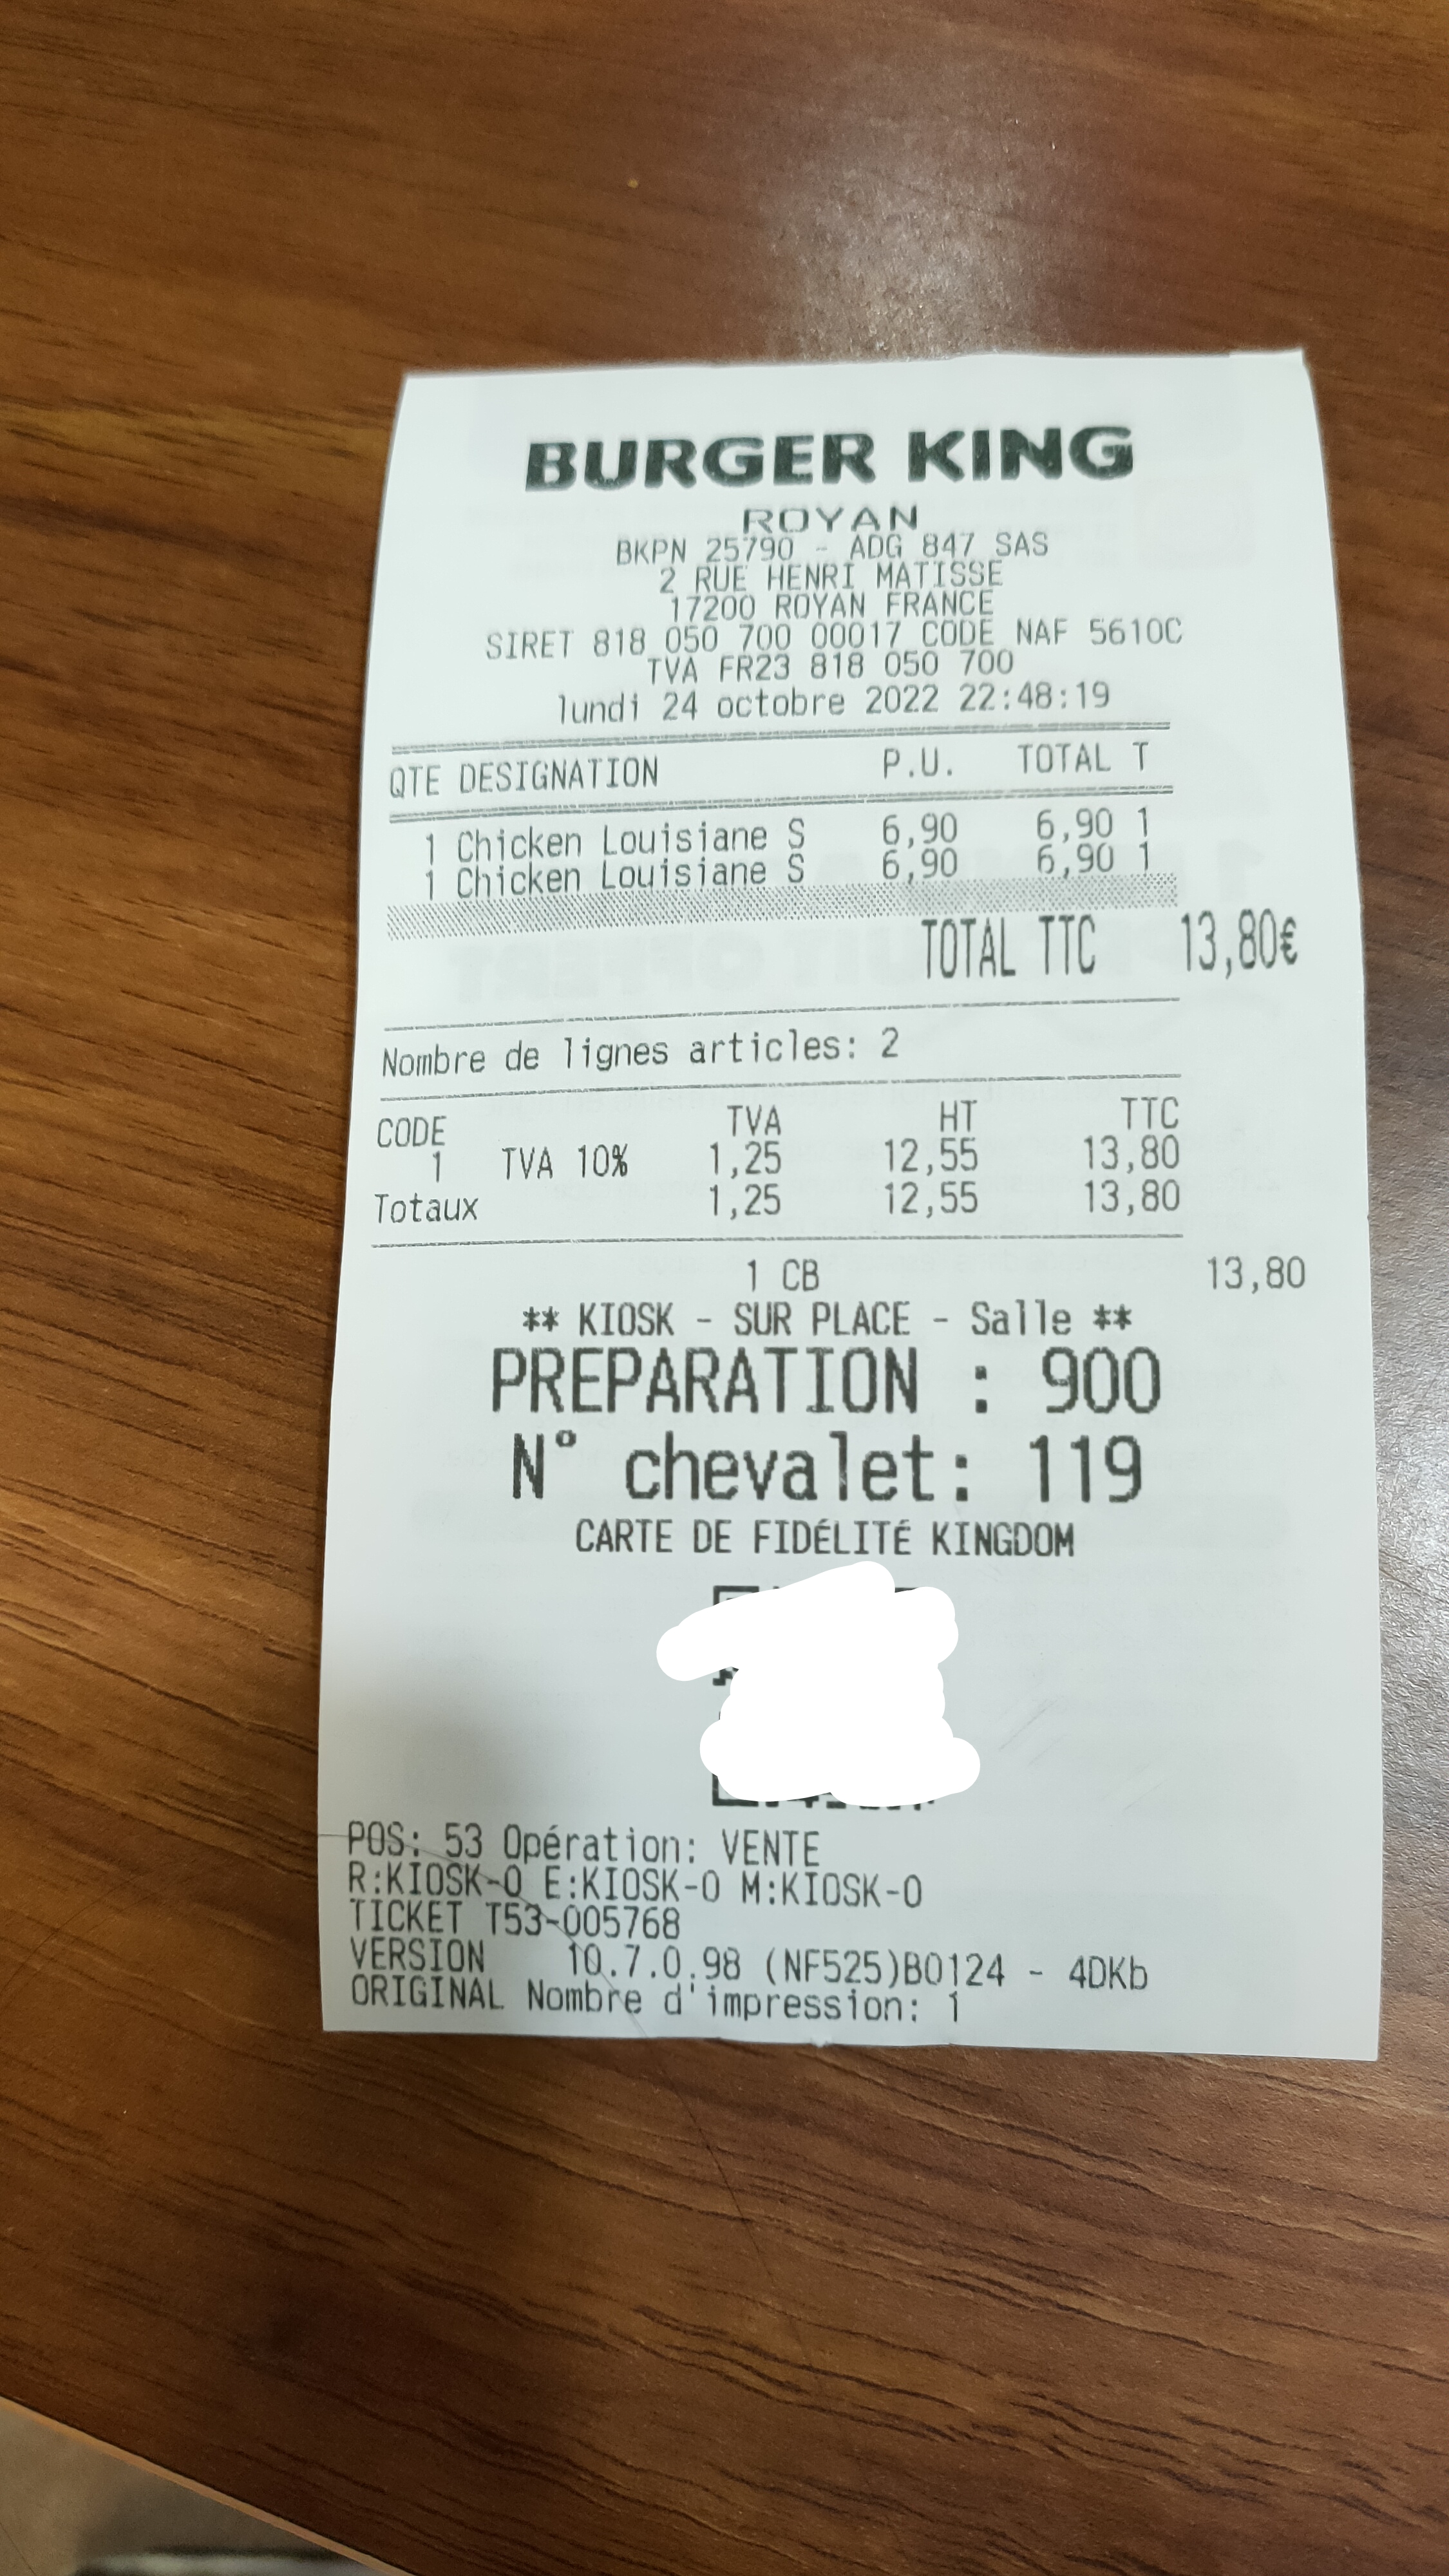 BURGER KING
ROYAN
BKPN 25790 - ADG 847 SAS
2 RUE HENRI MATISSE
17200 ROYAN FRANCE
SIRET 818 050 700 00017 CODE NAF 5610C
TVA FR23 818 050 700
lundi 24 octobre 2022 22:48:19
QTE DESIGNATION P.U. TOTAL T
1 Chicken Louisiane S 6,90 6,90 1
1 Chicken Louisiane S 6,90 6,90 1
TOTAL TTC 13,80€
Nombre de lignes articles: 2
CODE TVA HT TTC
1 TVA 10% 1,25 12,55 13,80
Totaux 1,25 12,55 13,80
1 CB 13,80
** KIOSK - SUR PLACE - Salle **
PREPARATION : 900
N° chevalet: 119
CARTE DE FIDÉLITÉ KINGDOM
POS: 53 Opération: VENTE
R:KIOSK-0 E:KIOSK-0 M:KIOSK-0
TICKET T53-005768
VERSION 10.7.0.98 (NF525)B0124 - 4DKb
ORIGINAL Nombre d'impression: 1